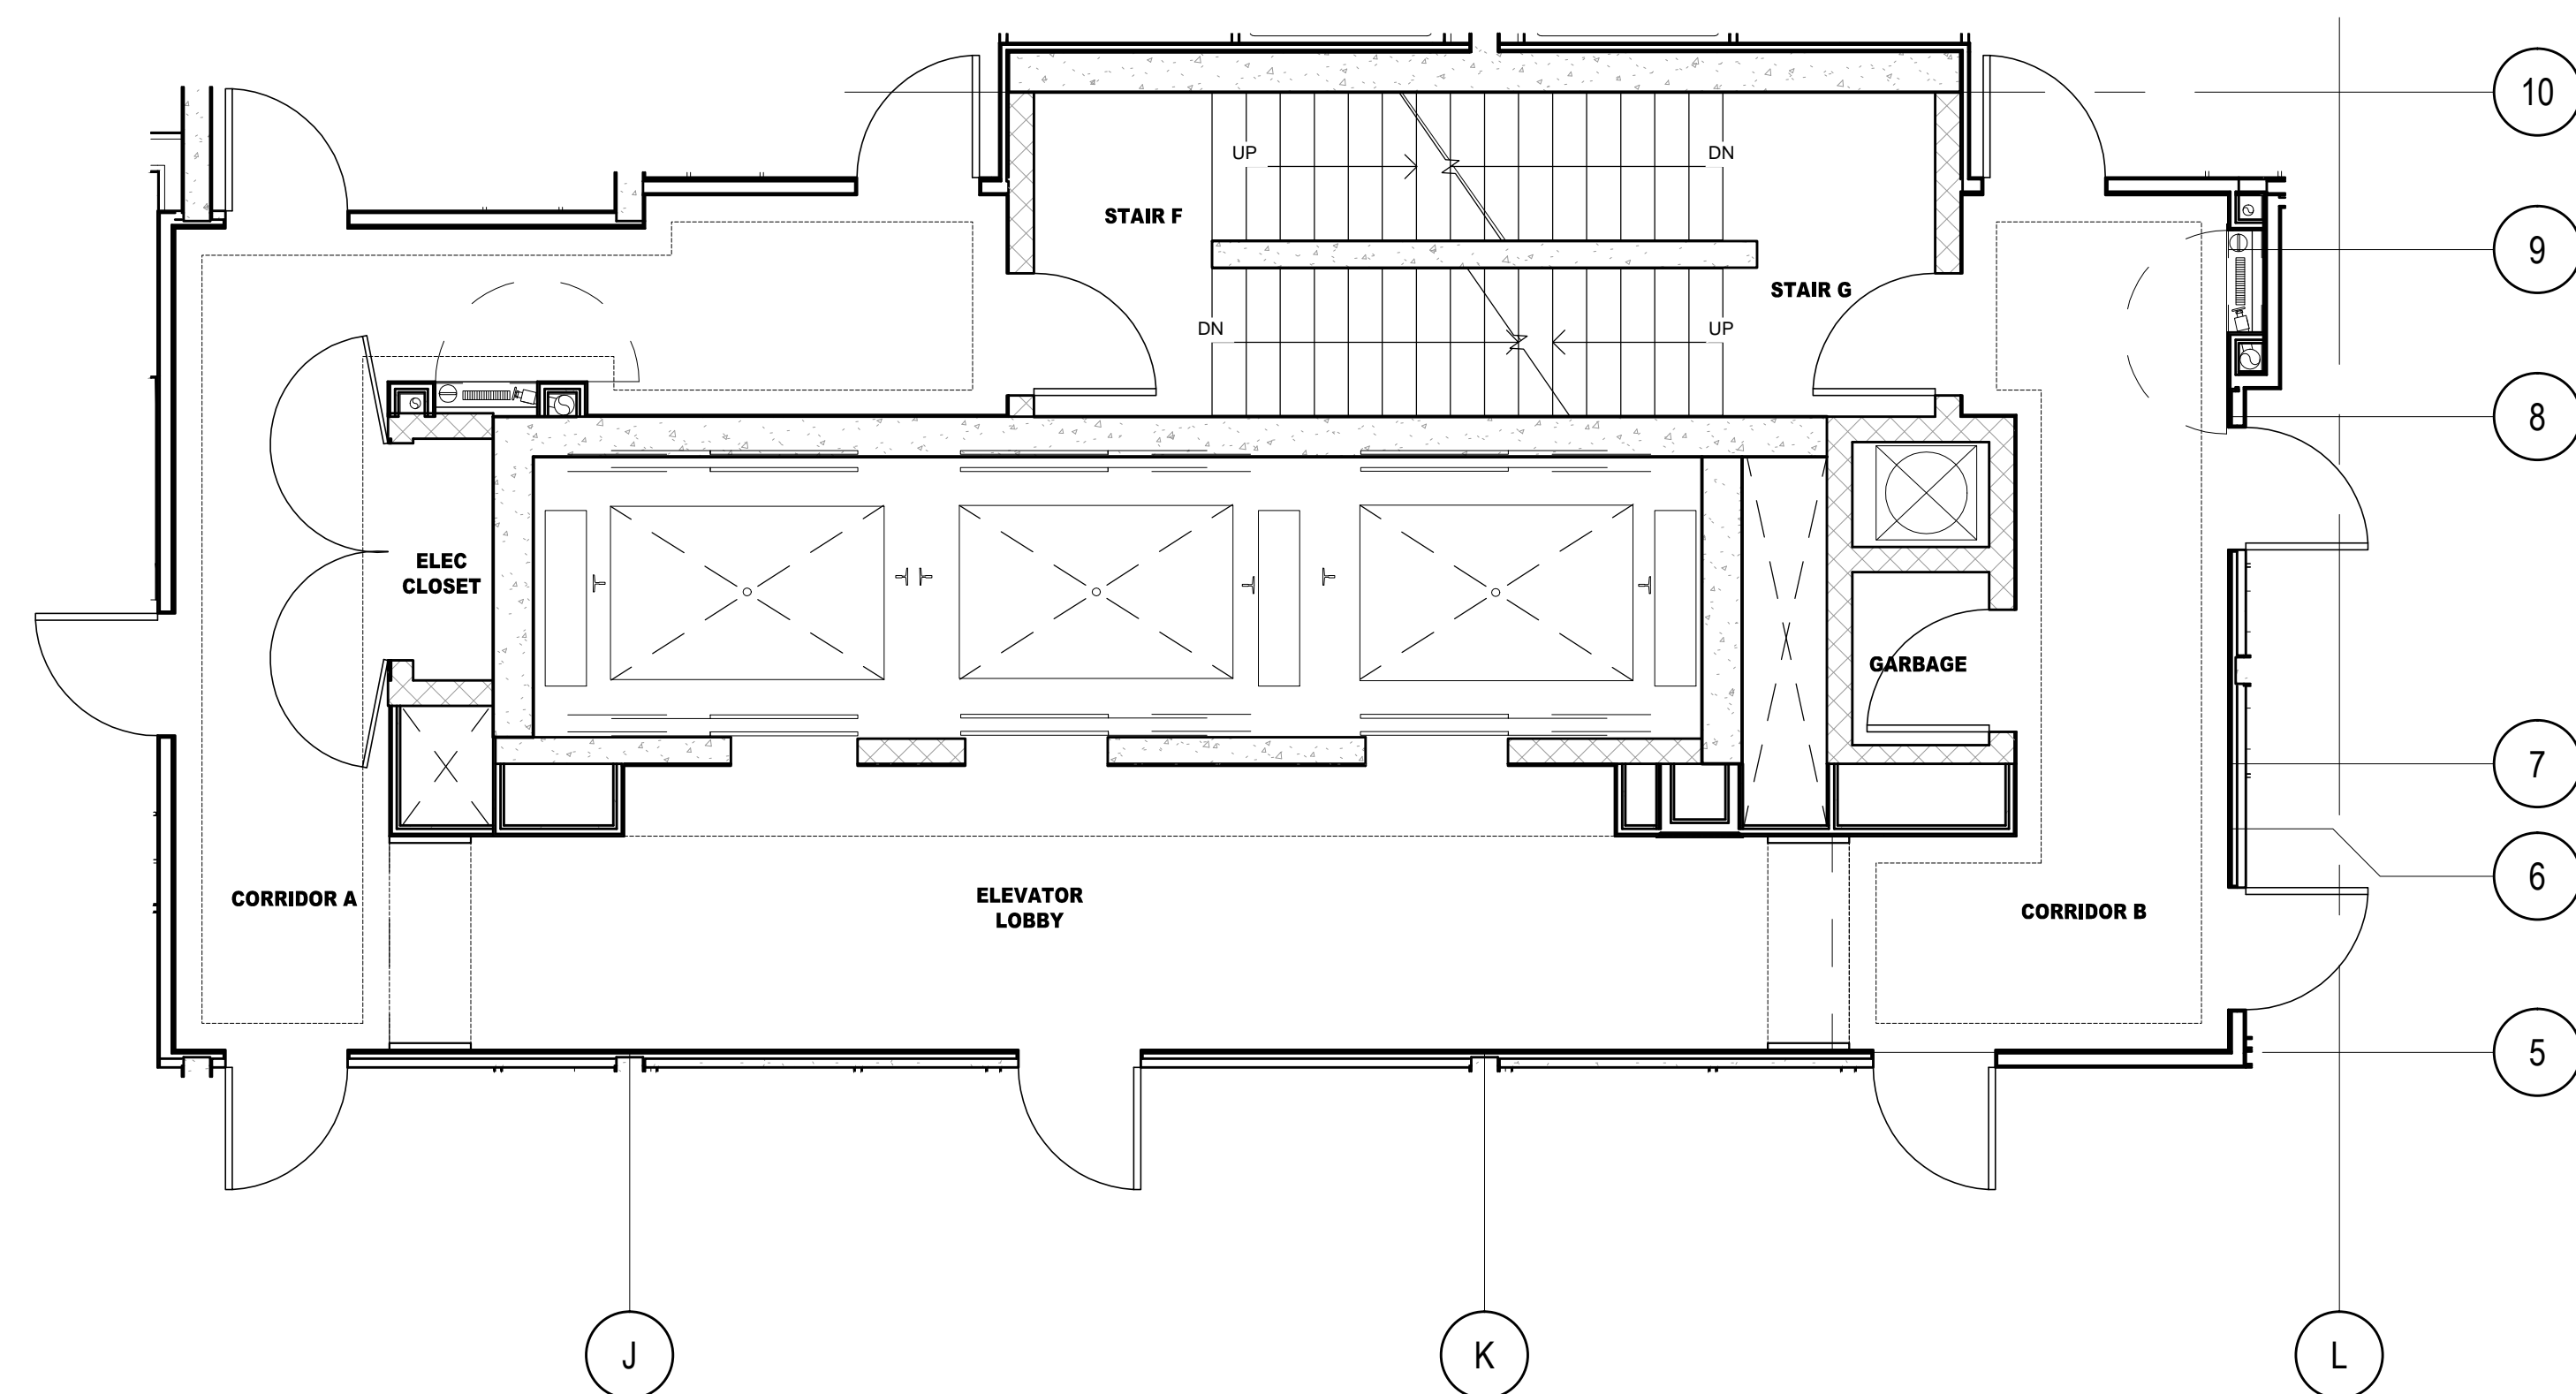 10
UP
DN
STAIR F
9
STAIR G
DN
UP
8
ELEC
CLOSET
GARBAGE
7
6
CORRIDOR A
ELEVATOR
LOBBY
CORRIDOR B
5
J
K
L